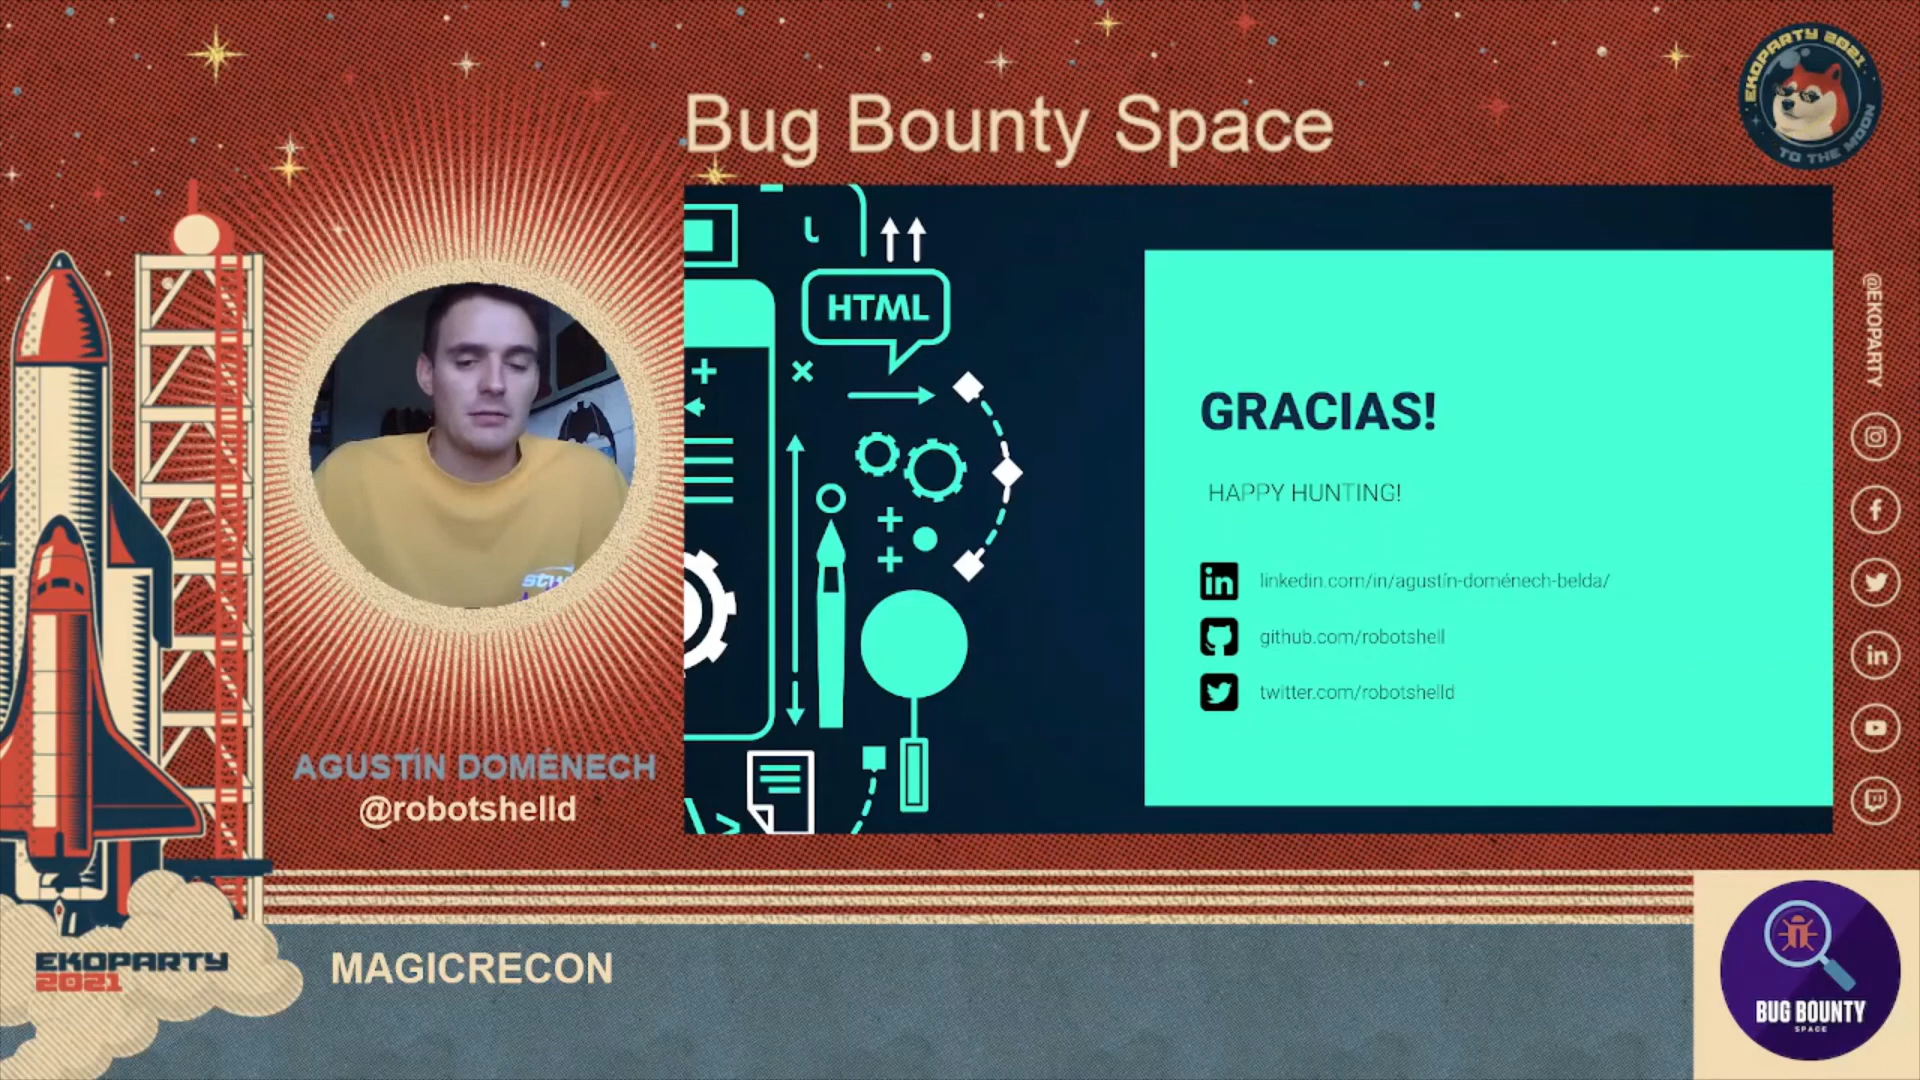 Bug Bounty Space
EKOPARTY 2021
TO THE MOON
HTML
GRACIAS!
HAPPY HUNTING!
linkedin.com/in/agustín-doménech-belda/
github.com/robotshell
twitter.com/robotshelld
@EKOPARTY
AGUSTÍN DOMÉNECH
@robotshelld
EKOPARTY
2021
MAGICRECON
BUG BOUNTY
SPACE